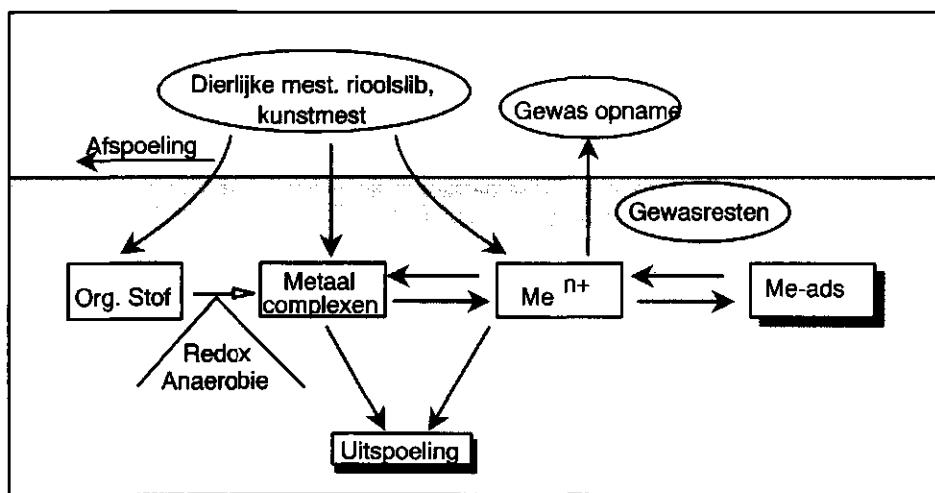 Dierlijke mest. rioolslib,
kunstmest
Gewas opname
Afspoeling
Gewasresten
Org. Stof
Metaal
complexen
Me n+
Me-ads
Redox
Anaerobie
Uitspoeling